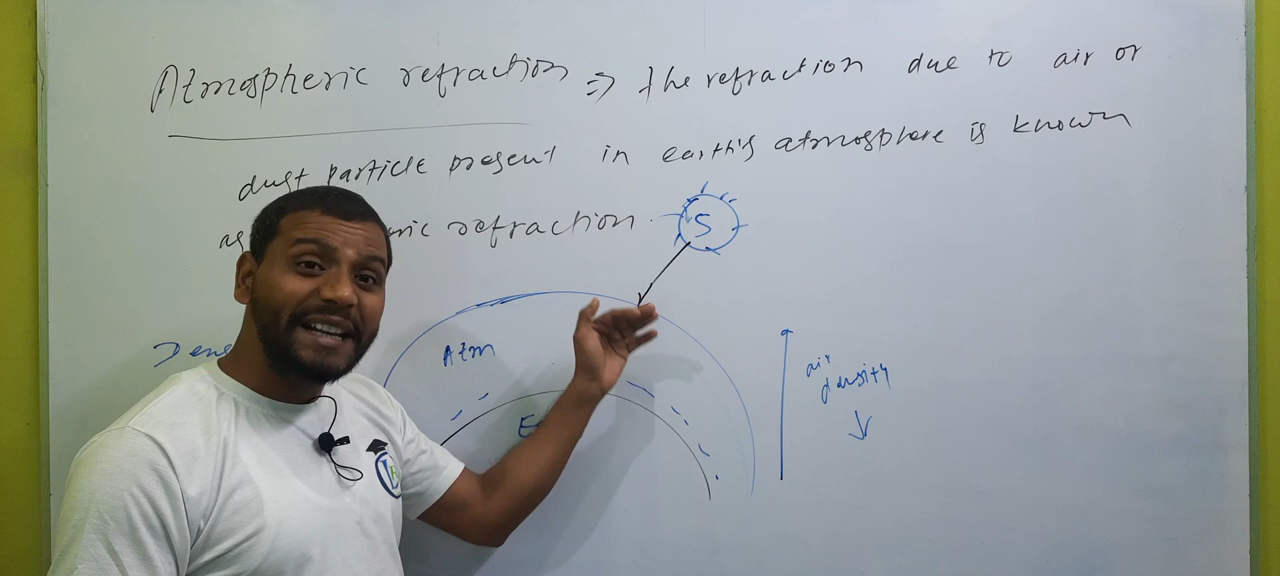 Atmospheric refraction ⇒ the refraction due to air or
dust particle present in earth's atmosphere is known
as refraction.
S
Atm
air
density ↓